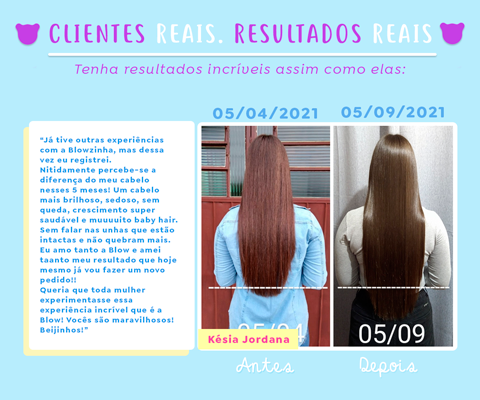 CLIENTES REAIS. RESULTADOS REAIS
Tenha resultados incríveis assim como elas:
05/04/2021 05/09/2021
"Já tive outras experiências
com a Blowzinha, mas dessa
vez eu registrei.
Nitidamente percebe-se a
diferença do meu cabelo
nesses 5 meses! Um cabelo
mais brilhoso, sedoso, sem
queda, crescimento super
saudável e muuuuito baby hair.
Sem falar nas unhas que estão
intactas e não quebram mais.
Eu amo tanto a Blow e amei
taanto meu resultado que hoje
mesmo já vou fazer um novo
pedido!!
Queria que toda mulher
experimentasse essa
experiência incrível que é a
Blow! Vocês são maravilhosos!
Beijinhos!"
05/04
05/09
Késia Jordana
Antes Depois